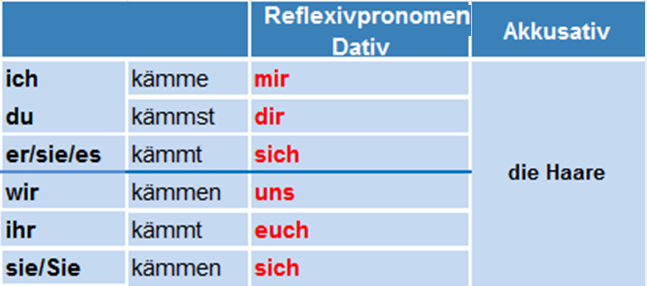 Reflexivpronomen Akkusativ
Dativ
ich kämme mir
du kämmst dir
er/sie/es kämmt sich
die Haare
wir kämmen uns
ihr kämmt euch
sie/Sie kämmen sich